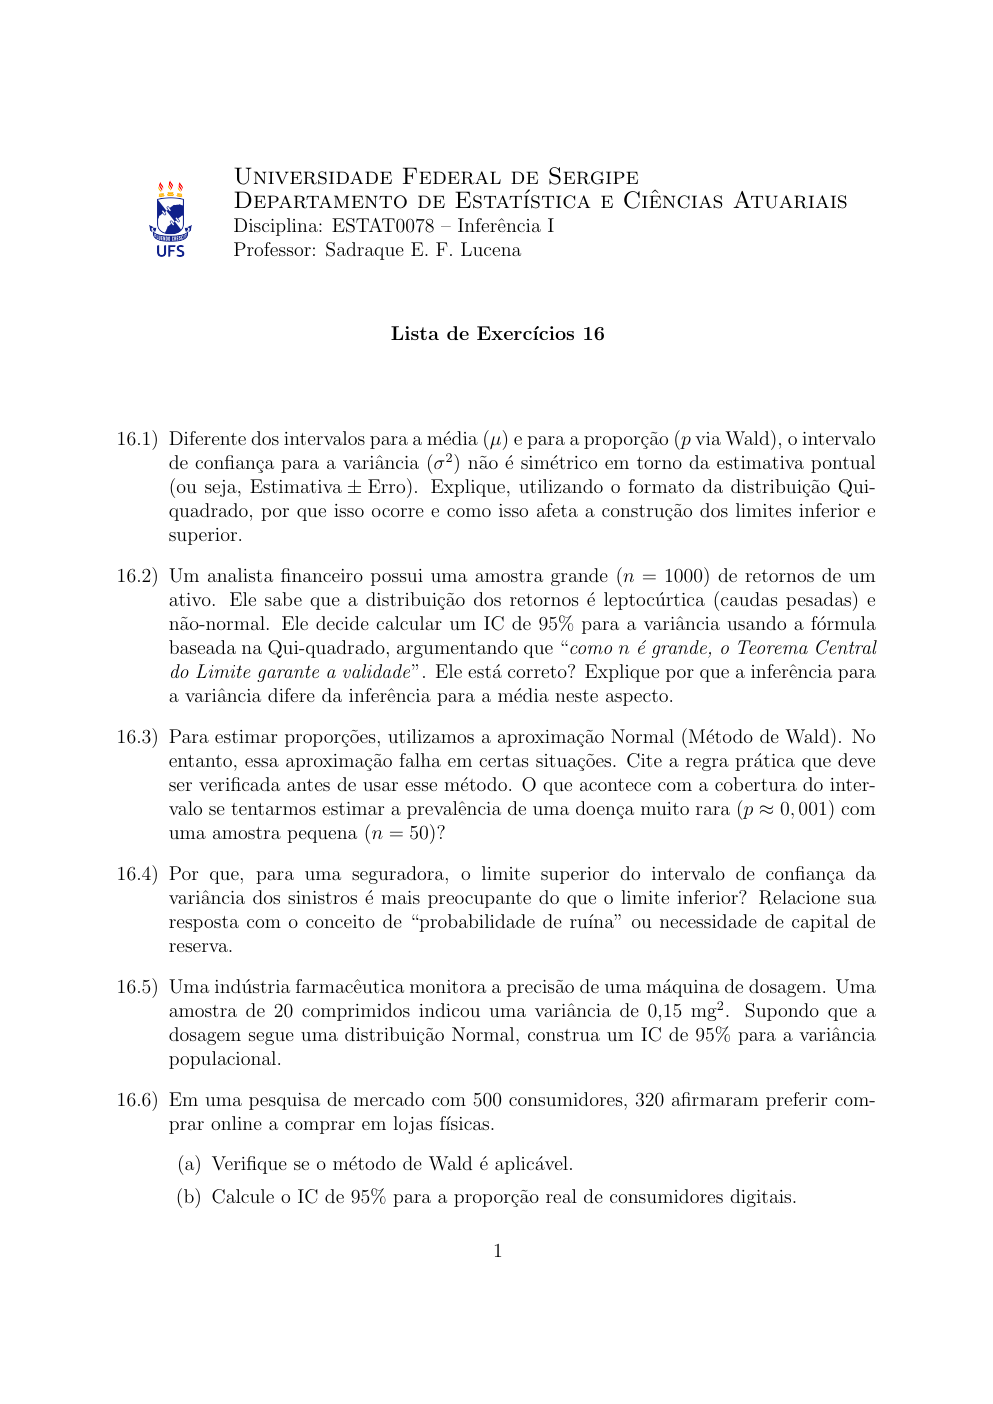 UFS
Universidade Federal de Sergipe
Departamento de Estatística e Ciências Atuariais
Disciplina: ESTAT0078 – Inferência I
Professor: Sadraque E. F. Lucena
Lista de Exercícios 16
16.1) Diferente dos intervalos para a média (μ) e para a proporção (p via Wald), o intervalo
de confiança para a variância (σ²) não é simétrico em torno da estimativa pontual
(ou seja, Estimativa ± Erro). Explique, utilizando o formato da distribuição Qui-
quadrado, por que isso ocorre e como isso afeta a construção dos limites inferior e
superior.
16.2) Um analista financeiro possui uma amostra grande (n = 1000) de retornos de um
ativo. Ele sabe que a distribuição dos retornos é leptocúrtica (caudas pesadas) e
não-normal. Ele decide calcular um IC de 95% para a variância usando a fórmula
baseada na Qui-quadrado, argumentando que “como n é grande, o Teorema Central
do Limite garante a validade”. Ele está correto? Explique por que a inferência para
a variância difere da inferência para a média neste aspecto.
16.3) Para estimar proporções, utilizamos a aproximação Normal (Método de Wald). No
entanto, essa aproximação falha em certas situações. Cite a regra prática que deve
ser verificada antes de usar esse método. O que acontece com a cobertura do inter-
valo se tentarmos estimar a prevalência de uma doença muito rara (p ≈ 0, 001) com
uma amostra pequena (n = 50)?
16.4) Por que, para uma seguradora, o limite superior do intervalo de confiança da
variância dos sinistros é mais preocupante do que o limite inferior? Relacione sua
resposta com o conceito de “probabilidade de ruína” ou necessidade de capital de
reserva.
16.5) Uma indústria farmacêutica monitora a precisão de uma máquina de dosagem. Uma
amostra de 20 comprimidos indicou uma variância de 0,15 mg². Supondo que a
dosagem segue uma distribuição Normal, construa um IC de 95% para a variância
populacional.
16.6) Em uma pesquisa de mercado com 500 consumidores, 320 afirmaram preferir com-
prar online a comprar em lojas físicas.
(a) Verifique se o método de Wald é aplicável.
(b) Calcule o IC de 95% para a proporção real de consumidores digitais.
1